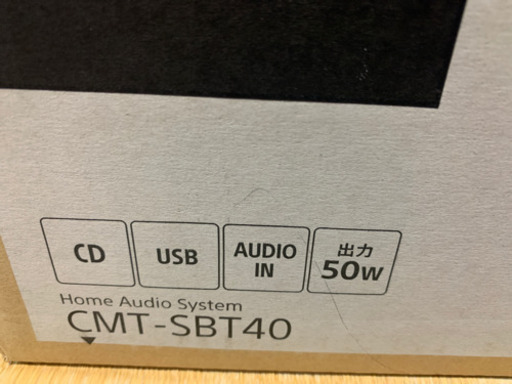 CD
USB
AUDIO
IN
出力
50W
Home Audio System
CMT-SBT40